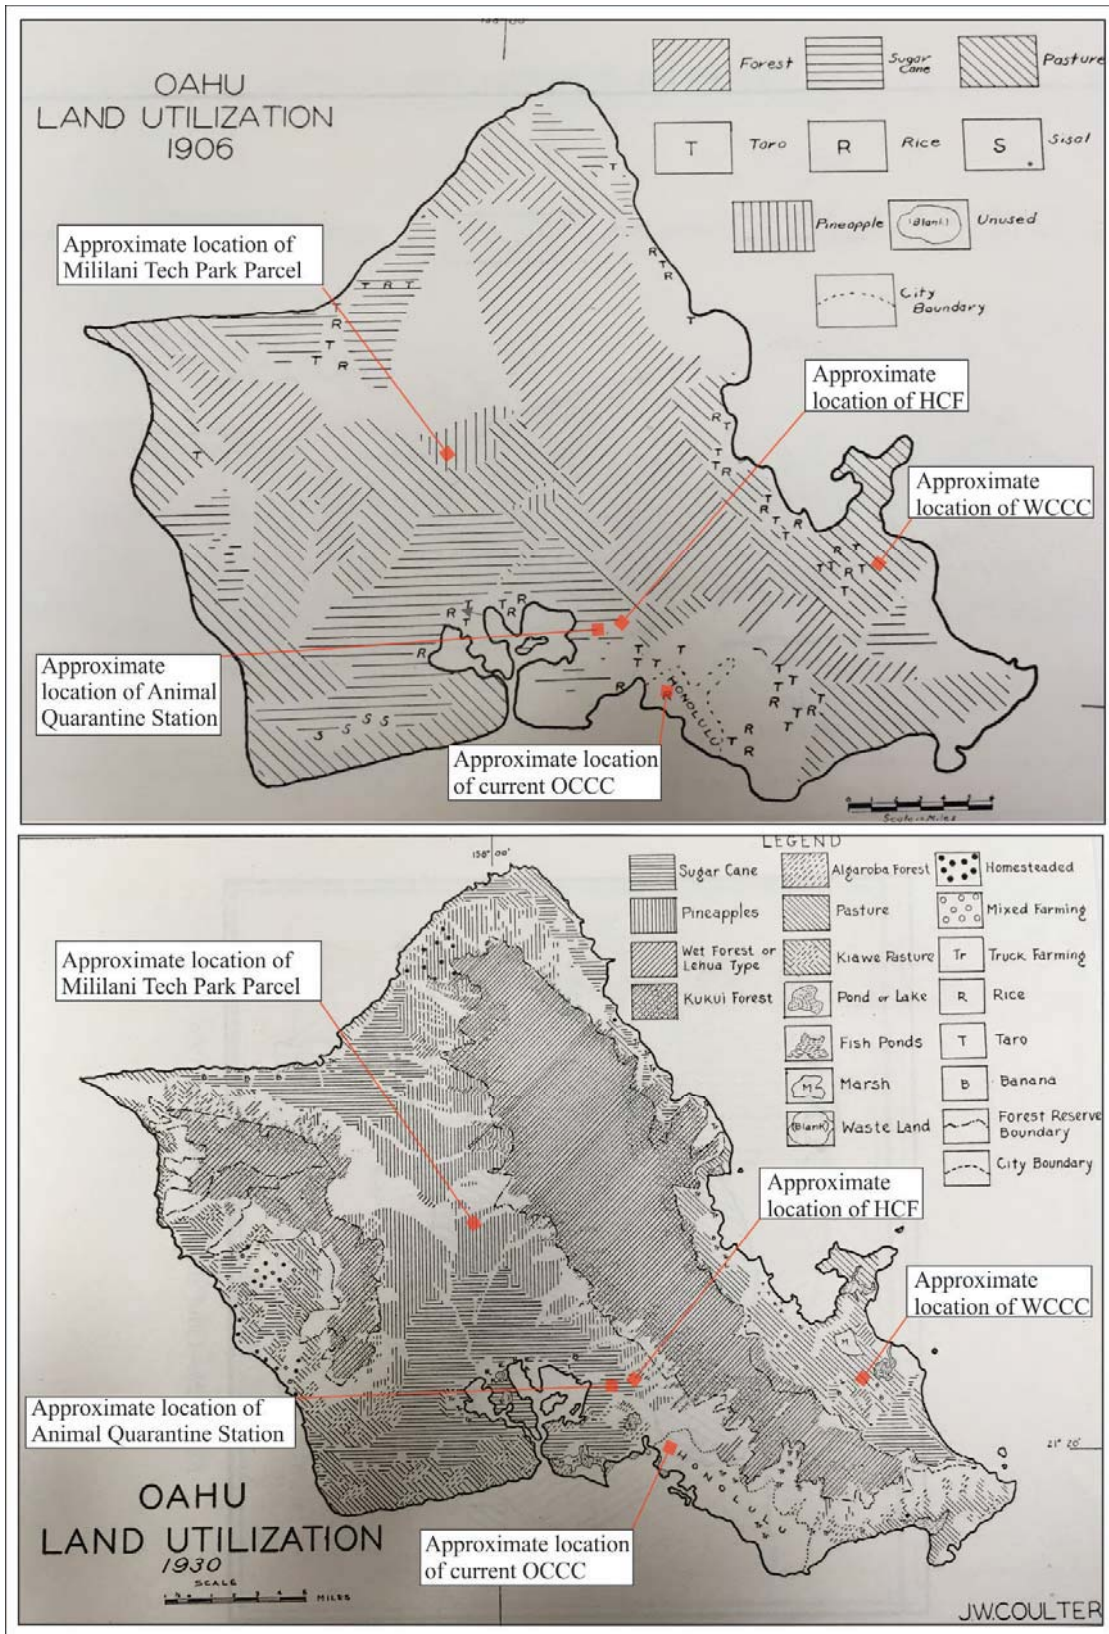 158° 00'
OAHU
LAND UTILIZATION
1906
Forest
Sugar
Cane
Pasture
T
Taro
R
Rice
S
Sisal
Pineapple
(Blank)
Unused
City
Boundary
Approximate location of
Mililani Tech Park Parcel
Approximate
location of HCF
Approximate
location of WCCC
Approximate
location of Animal
Quarantine Station
Approximate location
of current OCCC
T
T R T
T
R
T
T R
T
R
T
T
R
T
R T
T
T R
S S S S
HONOLULU
Scale in Miles
158° 00'
LEGEND
Sugar Cane
Algaroba Forest
Homesteaded
Pineapples
Pasture
Mixed Farming
Wet Forest or
Lehua Type
Kiawe Pasture
Tr
Truck Farming
Kukui Forest
Pond or Lake
R
Rice
Fish Ponds
T
Taro
M
Marsh
B
Banana
(Blank)
Waste Land
Forest Reserve
Boundary
City Boundary
Approximate location of
Mililani Tech Park Parcel
Approximate
location of HCF
Approximate
location of WCCC
M
Approximate location of
Animal Quarantine Station
HONOLULU
21° 20'
OAHU
LAND UTILIZATION
1930
SCALE
MILES
Approximate location
of current OCCC
J.W.COULTER